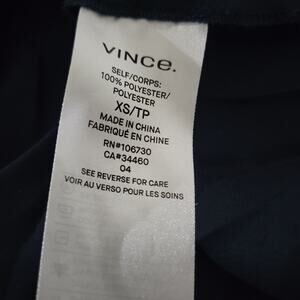 VINCE.
SELF/CORPS:
100% POLYESTER/
POLYESTER
XS/TP
MADE IN CHINA
FABRIQUÉ EN CHINE
RN#106730
CA#34460
04
SEE REVERSE FOR CARE
VOIR AU VERSO POUR LES SOINS